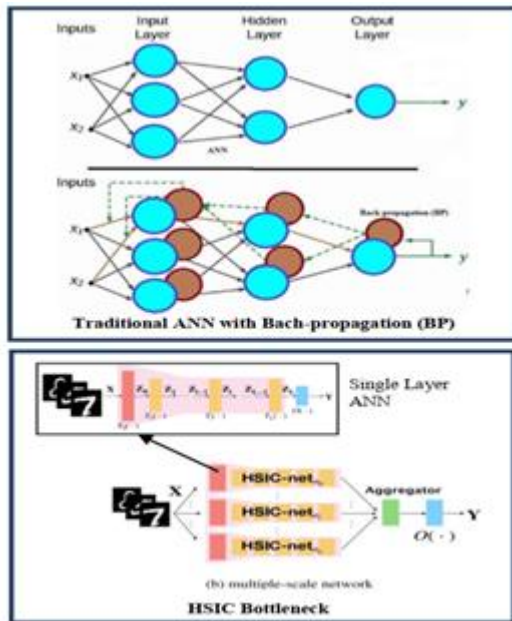 Inputs Input Layer Hidden Layer Output Layer
X1
X2
y
ANN
Inputs
Bach-propagation (BP)
X1
X2
y
Traditional ANN with Bach-propagation (BP)
X
Y
Single Layer ANN
X
HSIC-net
HSIC-net
HSIC-net
Aggregator
Y
O(·)
(b) multiple-scale network
HSIC Bottleneck